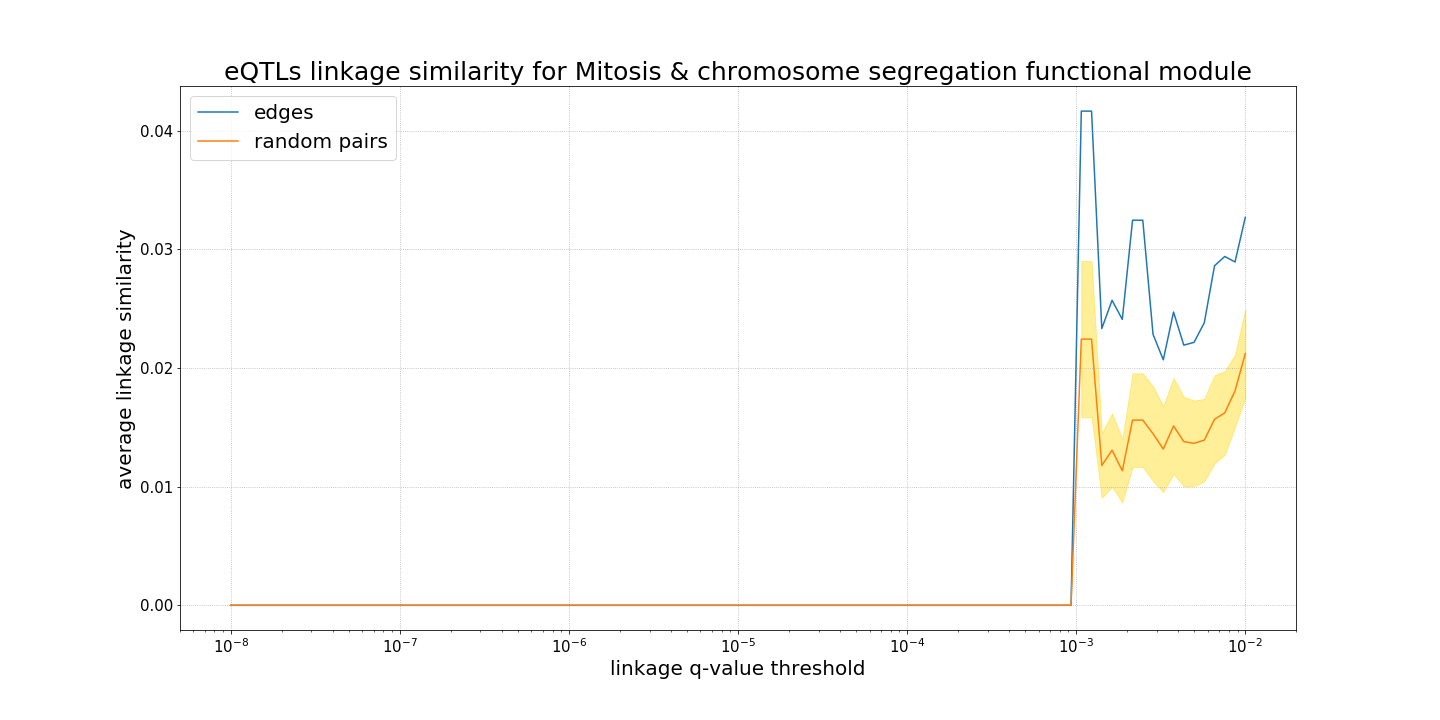 eQTLs linkage similarity for Mitosis & chromosome segregation functional module
edges
random pairs
average linkage similarity
0.04
0.03
0.02
0.01
0.00
10⁻⁸ 10⁻⁷ 10⁻⁶ 10⁻⁵ 10⁻⁴ 10⁻³ 10⁻²
linkage q-value threshold